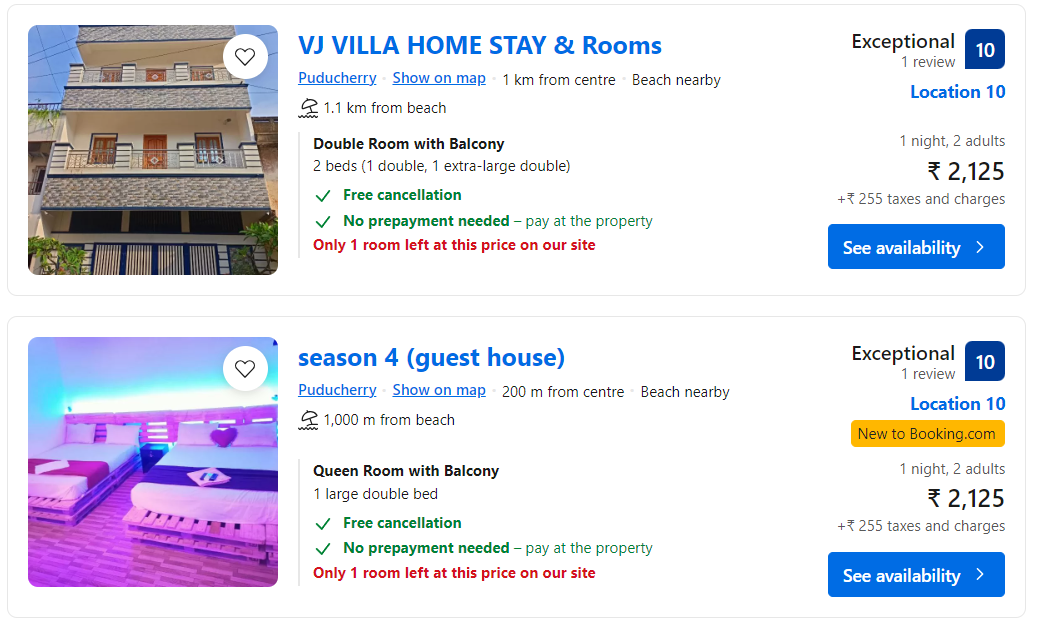 VJ VILLA HOME STAY & Rooms
Exceptional 10
1 review
Puducherry Show on map 1 km from centre Beach nearby
Location 10
1.1 km from beach
Double Room with Balcony
1 night, 2 adults
2 beds (1 double, 1 extra-large double)
₹ 2,125
Free cancellation
+₹ 255 taxes and charges
No prepayment needed – pay at the property
Only 1 room left at this price on our site
See availability
season 4 (guest house)
Exceptional 10
1 review
Puducherry Show on map 200 m from centre Beach nearby
Location 10
1,000 m from beach
New to Booking.com
Queen Room with Balcony
1 night, 2 adults
1 large double bed
₹ 2,125
Free cancellation
+₹ 255 taxes and charges
No prepayment needed – pay at the property
Only 1 room left at this price on our site
See availability